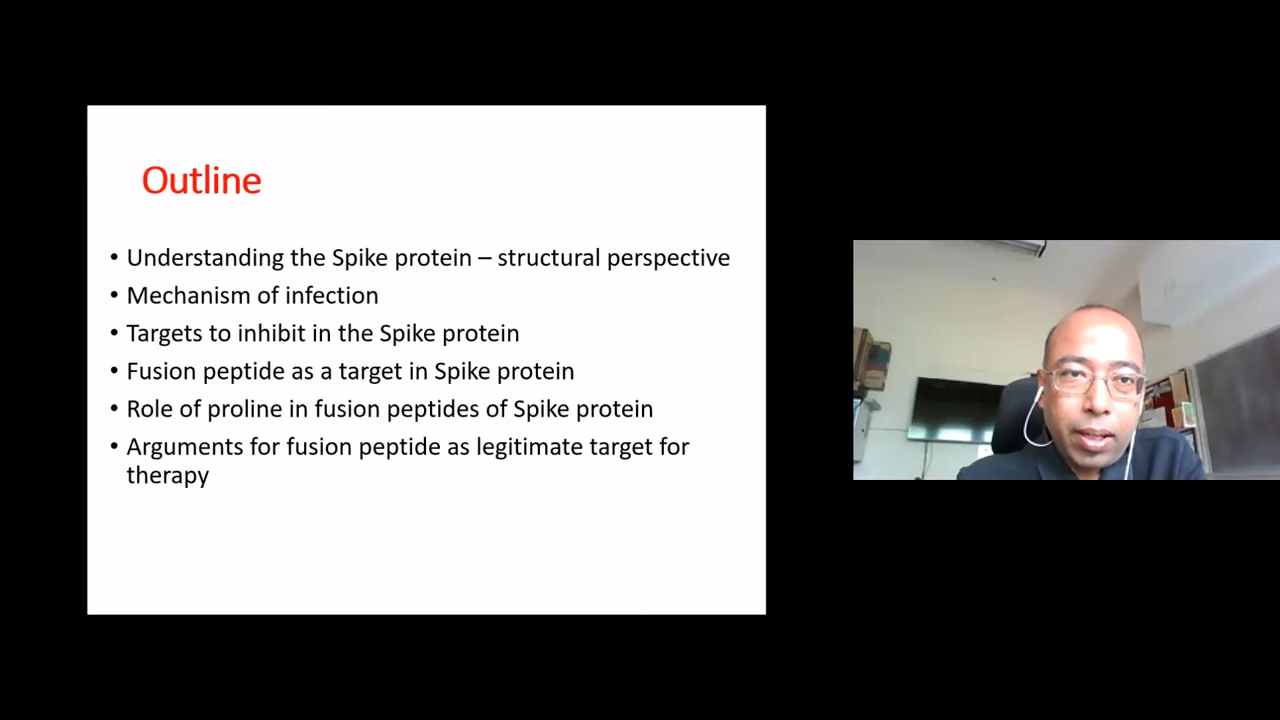 Outline
• Understanding the Spike protein – structural perspective
• Mechanism of infection
• Targets to inhibit in the Spike protein
• Fusion peptide as a target in Spike protein
• Role of proline in fusion peptides of Spike protein
• Arguments for fusion peptide as legitimate target for
therapy